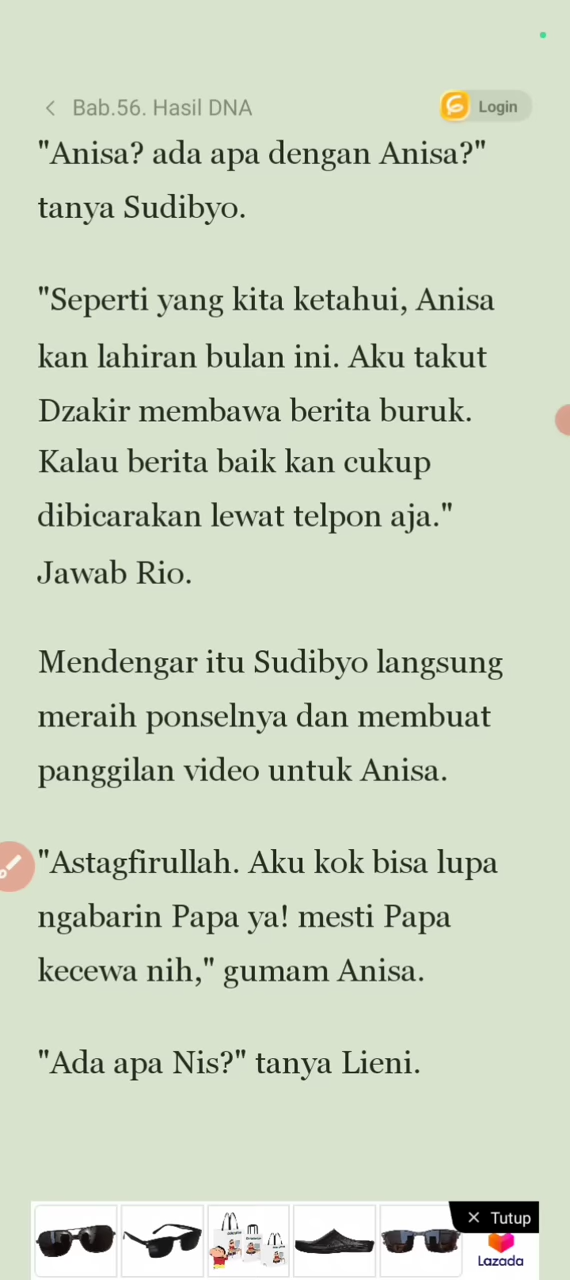 Bab.56. Hasil DNA
Login
"Anisa? ada apa dengan Anisa?"
tanya Sudibyo.
"Seperti yang kita ketahui, Anisa
kan lahiran bulan ini. Aku takut
Dzakir membawa berita buruk.
Kalau berita baik kan cukup
dibicarakan lewat telpon aja."
Jawab Rio.
Mendengar itu Sudibyo langsung
meraih ponselnya dan membuat
panggilan video untuk Anisa.
"Astagfirullah. Aku kok bisa lupa
ngabarin Papa ya! mesti Papa
kecewa nih," gumam Anisa.
"Ada apa Nis?" tanya Lieni.
Tutup
Lazada